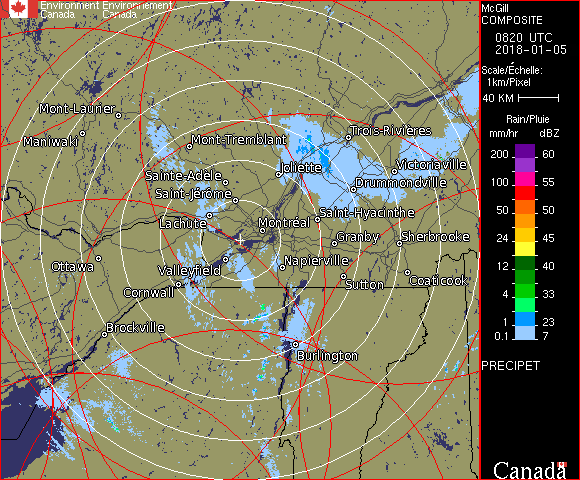 Environment Environnement
Canada Canada
McGill
COMPOSITE
0820 UTC
2018-01-05
Scale/Échelle:
1km/Pixel
40 KM
Rain/Pluie
mm/hr dBZ
200 60
100 55
50 50
24 45
12 40
4 33
1 23
0.1 7
PRECIPET
Canada
Mont-Laurier
Maniwaki
Mont-Tremblant
Trois-Rivières
Sainte-Adèle
Joliette
Victoriaville
Saint-Jérôme
Drummondville
Lachute
Montréal
Saint-Hyacinthe
Granby
Sherbrooke
Ottawa
Valleyfield
Napierville
Cornwall
Sutton
Coaticook
Brockville
Burlington